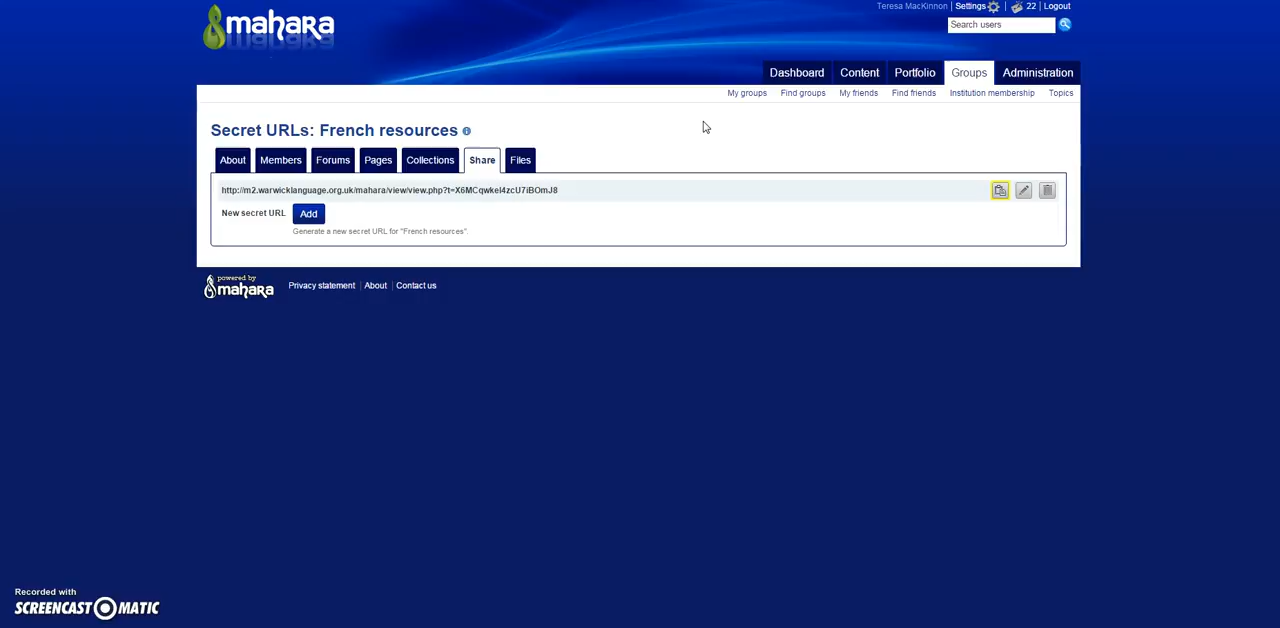 Teresa MacKinnon | Settings | 22 | Logout
mahara
Search users
Dashboard Content Portfolio Groups Administration
My groups Find groups My friends Find friends Institution membership Topics
Secret URLs: French resources
About Members Forums Pages Collections Share Files
http://m2.warwicklanguage.org.uk/mahara/view/view.php?t=X6MCqwkeI4zcU7iBOmJ8
New secret URL Add
Generate a new secret URL for "French resources".
powered by
mahara
Privacy statement | About | Contact us
Recorded with
SCREENCAST-O-MATIC